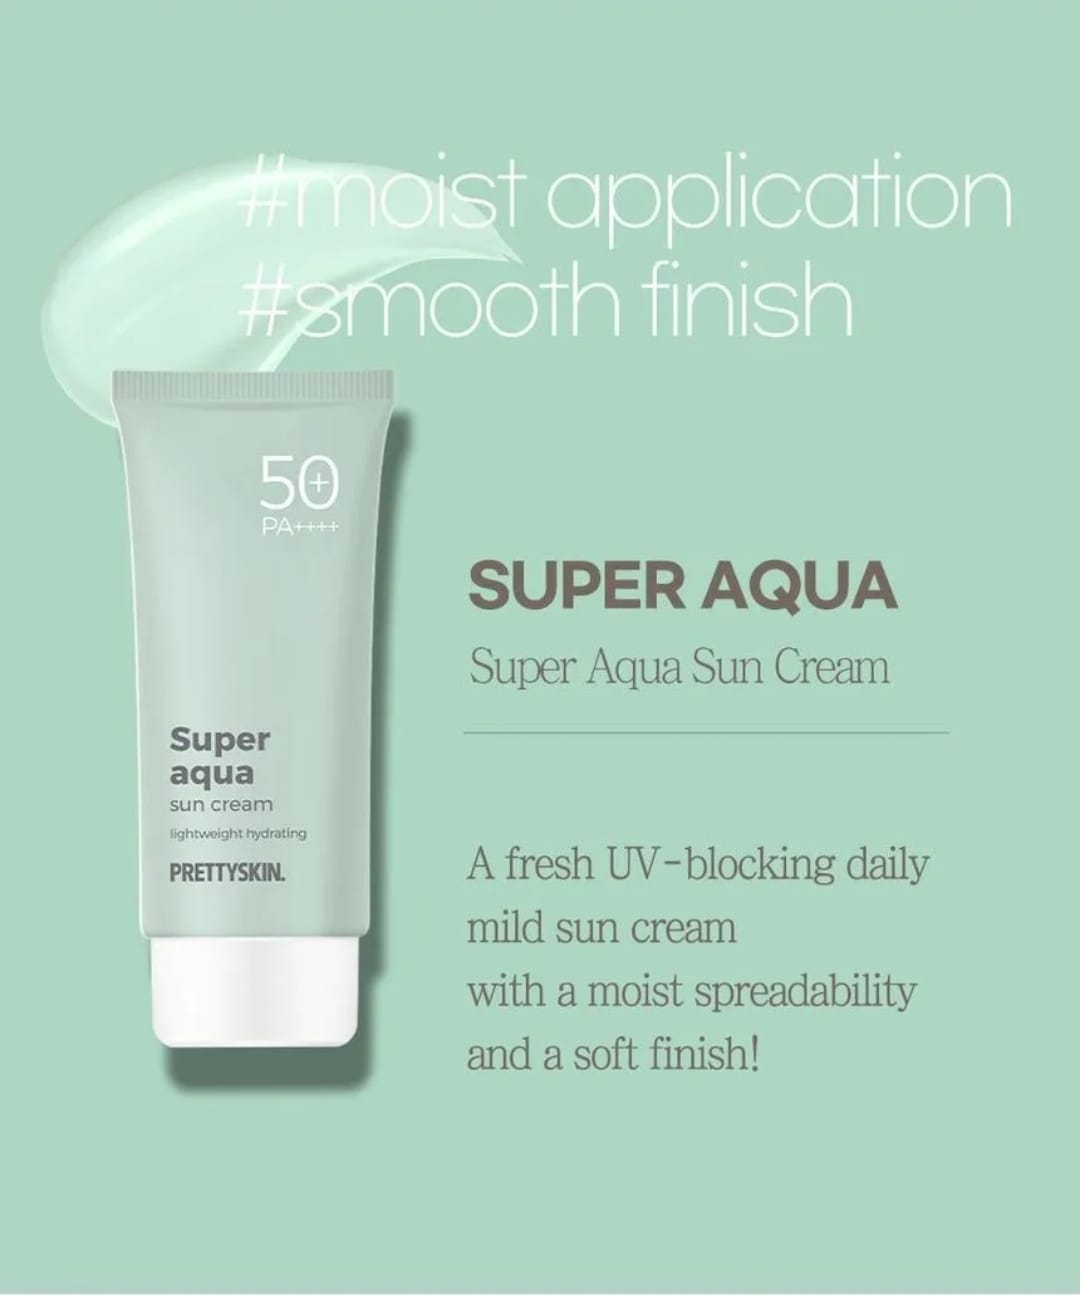 #moist application
#smooth finish
50+
PA++++
SUPER AQUA
Super Aqua Sun Cream
Super
aqua
sun cream
lightweight hydrating
PRETTYSKIN.
A fresh UV-blocking daily
mild sun cream
with a moist spreadability
and a soft finish!